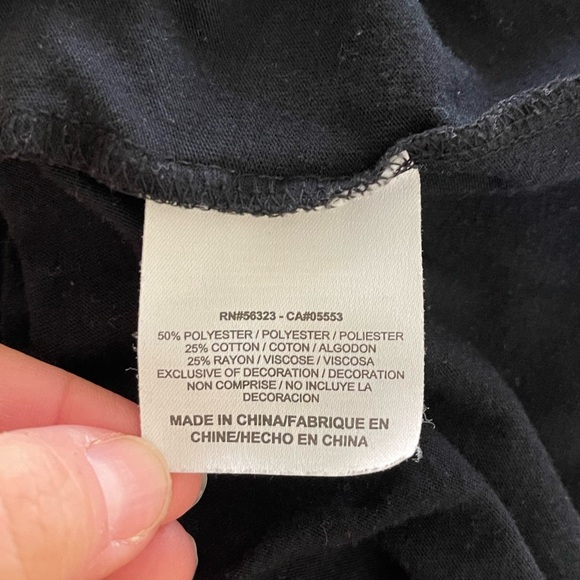 RN#56323 - CA#05553
50% POLYESTER / POLYESTER / POLIESTER
25% COTTON / COTON / ALGODON
25% RAYON / VISCOSE / VISCOSA
EXCLUSIVE OF DECORATION / DECORATION
NON COMPRISE / NO INCLUYE LA
DECORACION
MADE IN CHINA/FABRIQUE EN
CHINE/HECHO EN CHINA